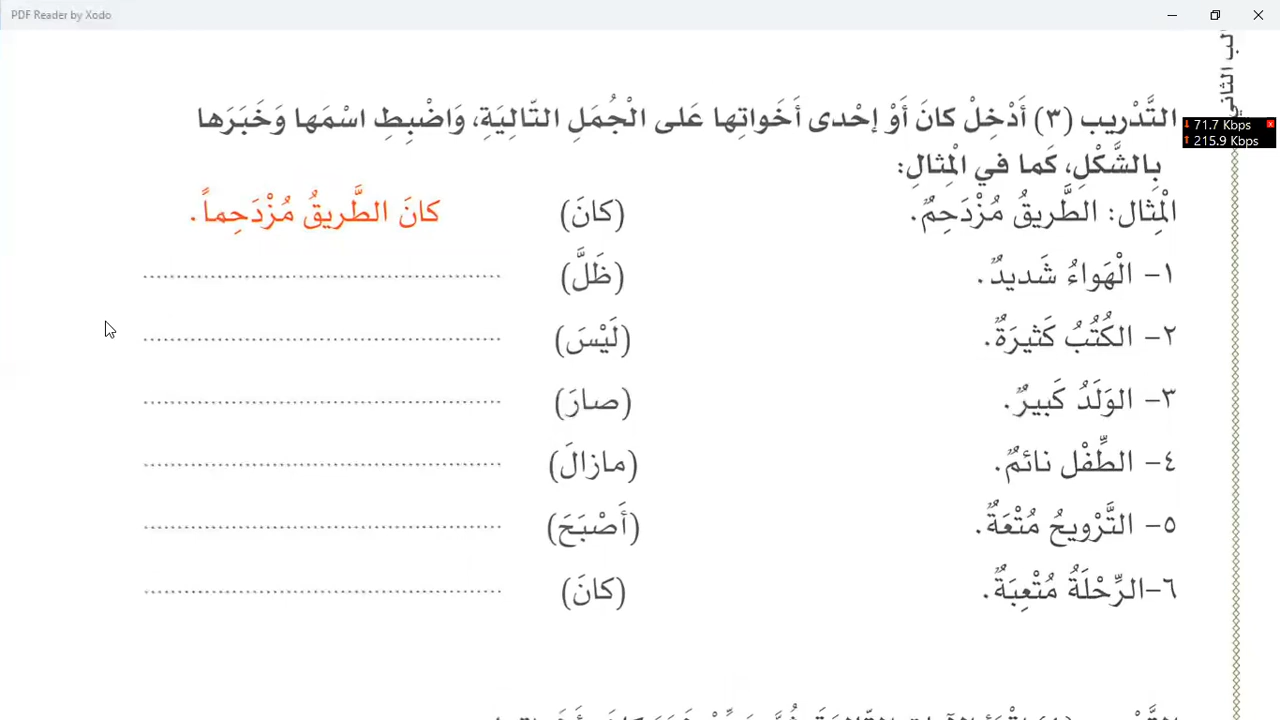 PDF Reader by Xodo
71.7 Kbps
215.9 Kbps
التَّدْريب (٣) أَدْخِلْ كانَ أَوْ إحْدى أَخَواتِها عَلى الْجُمَلِ التّالِيَةِ، وَاضْبِطِ اسْمَها وَخَبَرَها
بِالشَّكْلِ، كَما في الْمِثالِ:
الْمِثال: الطَّريقُ مُزْدَحِمٌ. (كانَ) كانَ الطَّريقُ مُزْدَحِماً.
١- الْهَواءُ شَديدٌ. (ظَلَّ) ..........
٢- الكُتُبُ كَثيرَةٌ. (لَيْسَ) ..........
٣- الوَلَدُ كَبيرٌ. (صارَ) ..........
٤- الطِّفْل نائمٌ. (مازالَ) ..........
٥- التَّرْويحُ مُتْعَةٌ. (أَصْبَحَ) ..........
٦-الرِّحْلَةُ مُتْعِبَةٌ. (كانَ) ..........